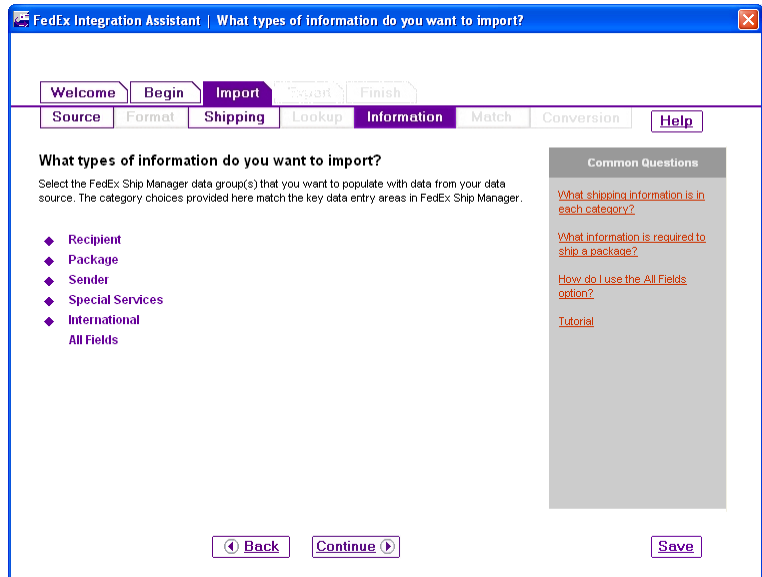 FedEx Integration Assistant | What types of information do you want to import?
Welcome Begin Import Export Finish
Source Format Shipping Lookup Information Match Conversion Help
What types of information do you want to import?
Select the FedEx Ship Manager data group(s) that you want to populate with data from your data
source. The category choices provided here match the key data entry areas in FedEx Ship Manager.
Recipient
Package
Sender
Special Services
International
All Fields
Common Questions
What shipping information is in
each category?
What information is required to
ship a package?
How do I use the All Fields
option?
Tutorial
Back Continue Save